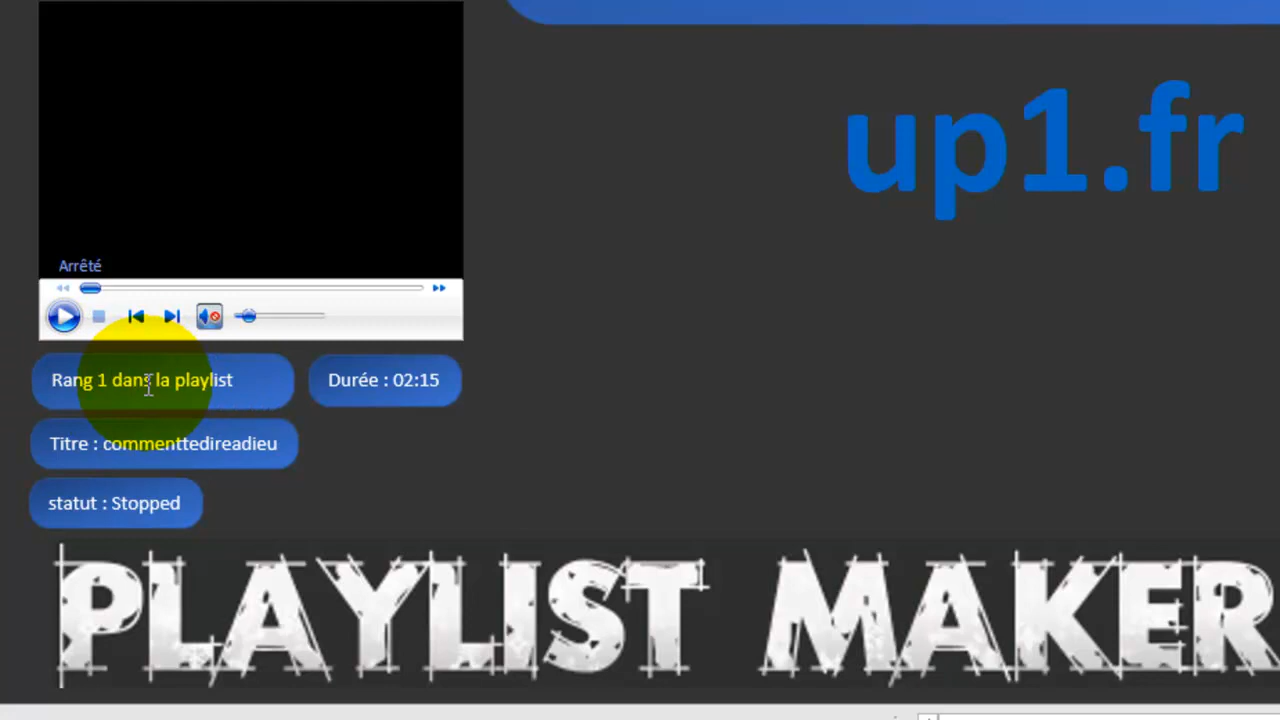 up1.fr
Arrêté
Rang 1 dans la playlist
Durée : 02:15
Titre : commenttedireadieu
statut : Stopped
PLAYLIST MAKER